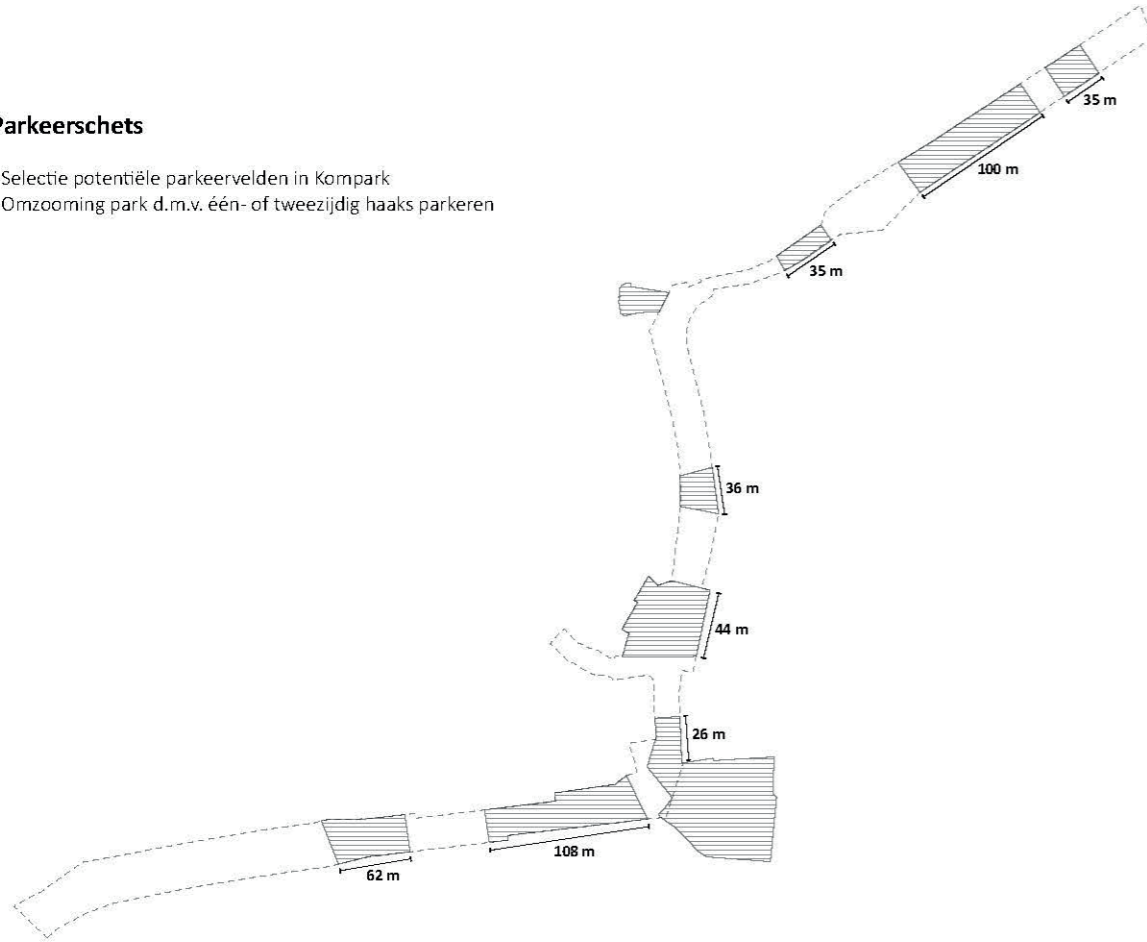 Parkeerschets
Selectie potentiële parkeervelden in Kompark
Omzooming park d.m.v. één- of tweezijdig haaks parkeren
35 m
100 m
35 m
36 m
44 m
26 m
108 m
62 m